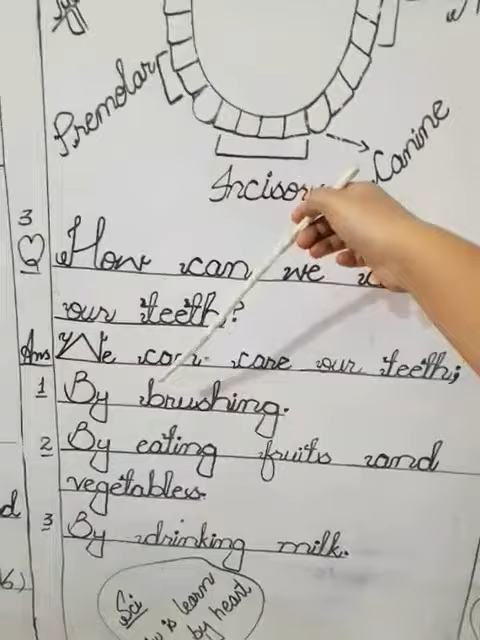 Premolar
Canine
Incisor
3
Q How can we
our teeth?
Ans We can care our teeth;
1 By brushing.
2 By eating fruits and
vegetables.
3 By drinking milk.
Sci
is learn
by heart